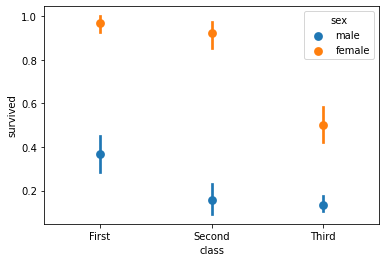 1.0
0.8
0.6
0.4
0.2
survived
First
Second
Third
class
sex
male
female